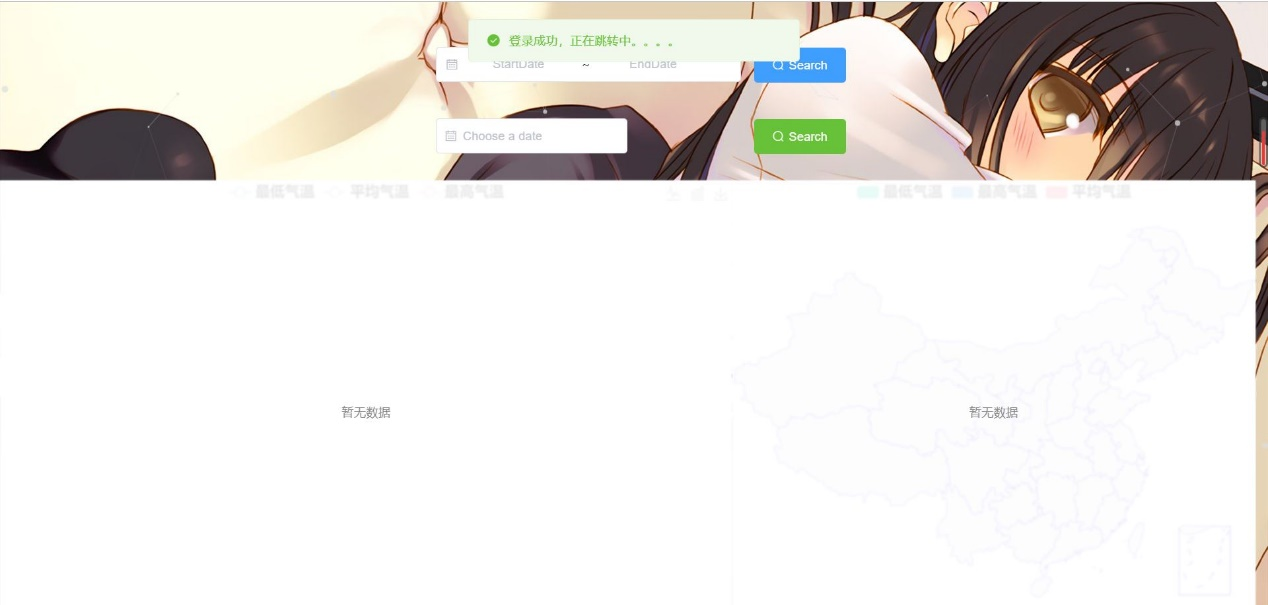 登录成功，正在跳转中。。。。
StartDate ~ EndDate Search
Choose a date Search
最低气温 平均气温 最高气温
最低气温 最高气温 平均气温
暂无数据
暂无数据